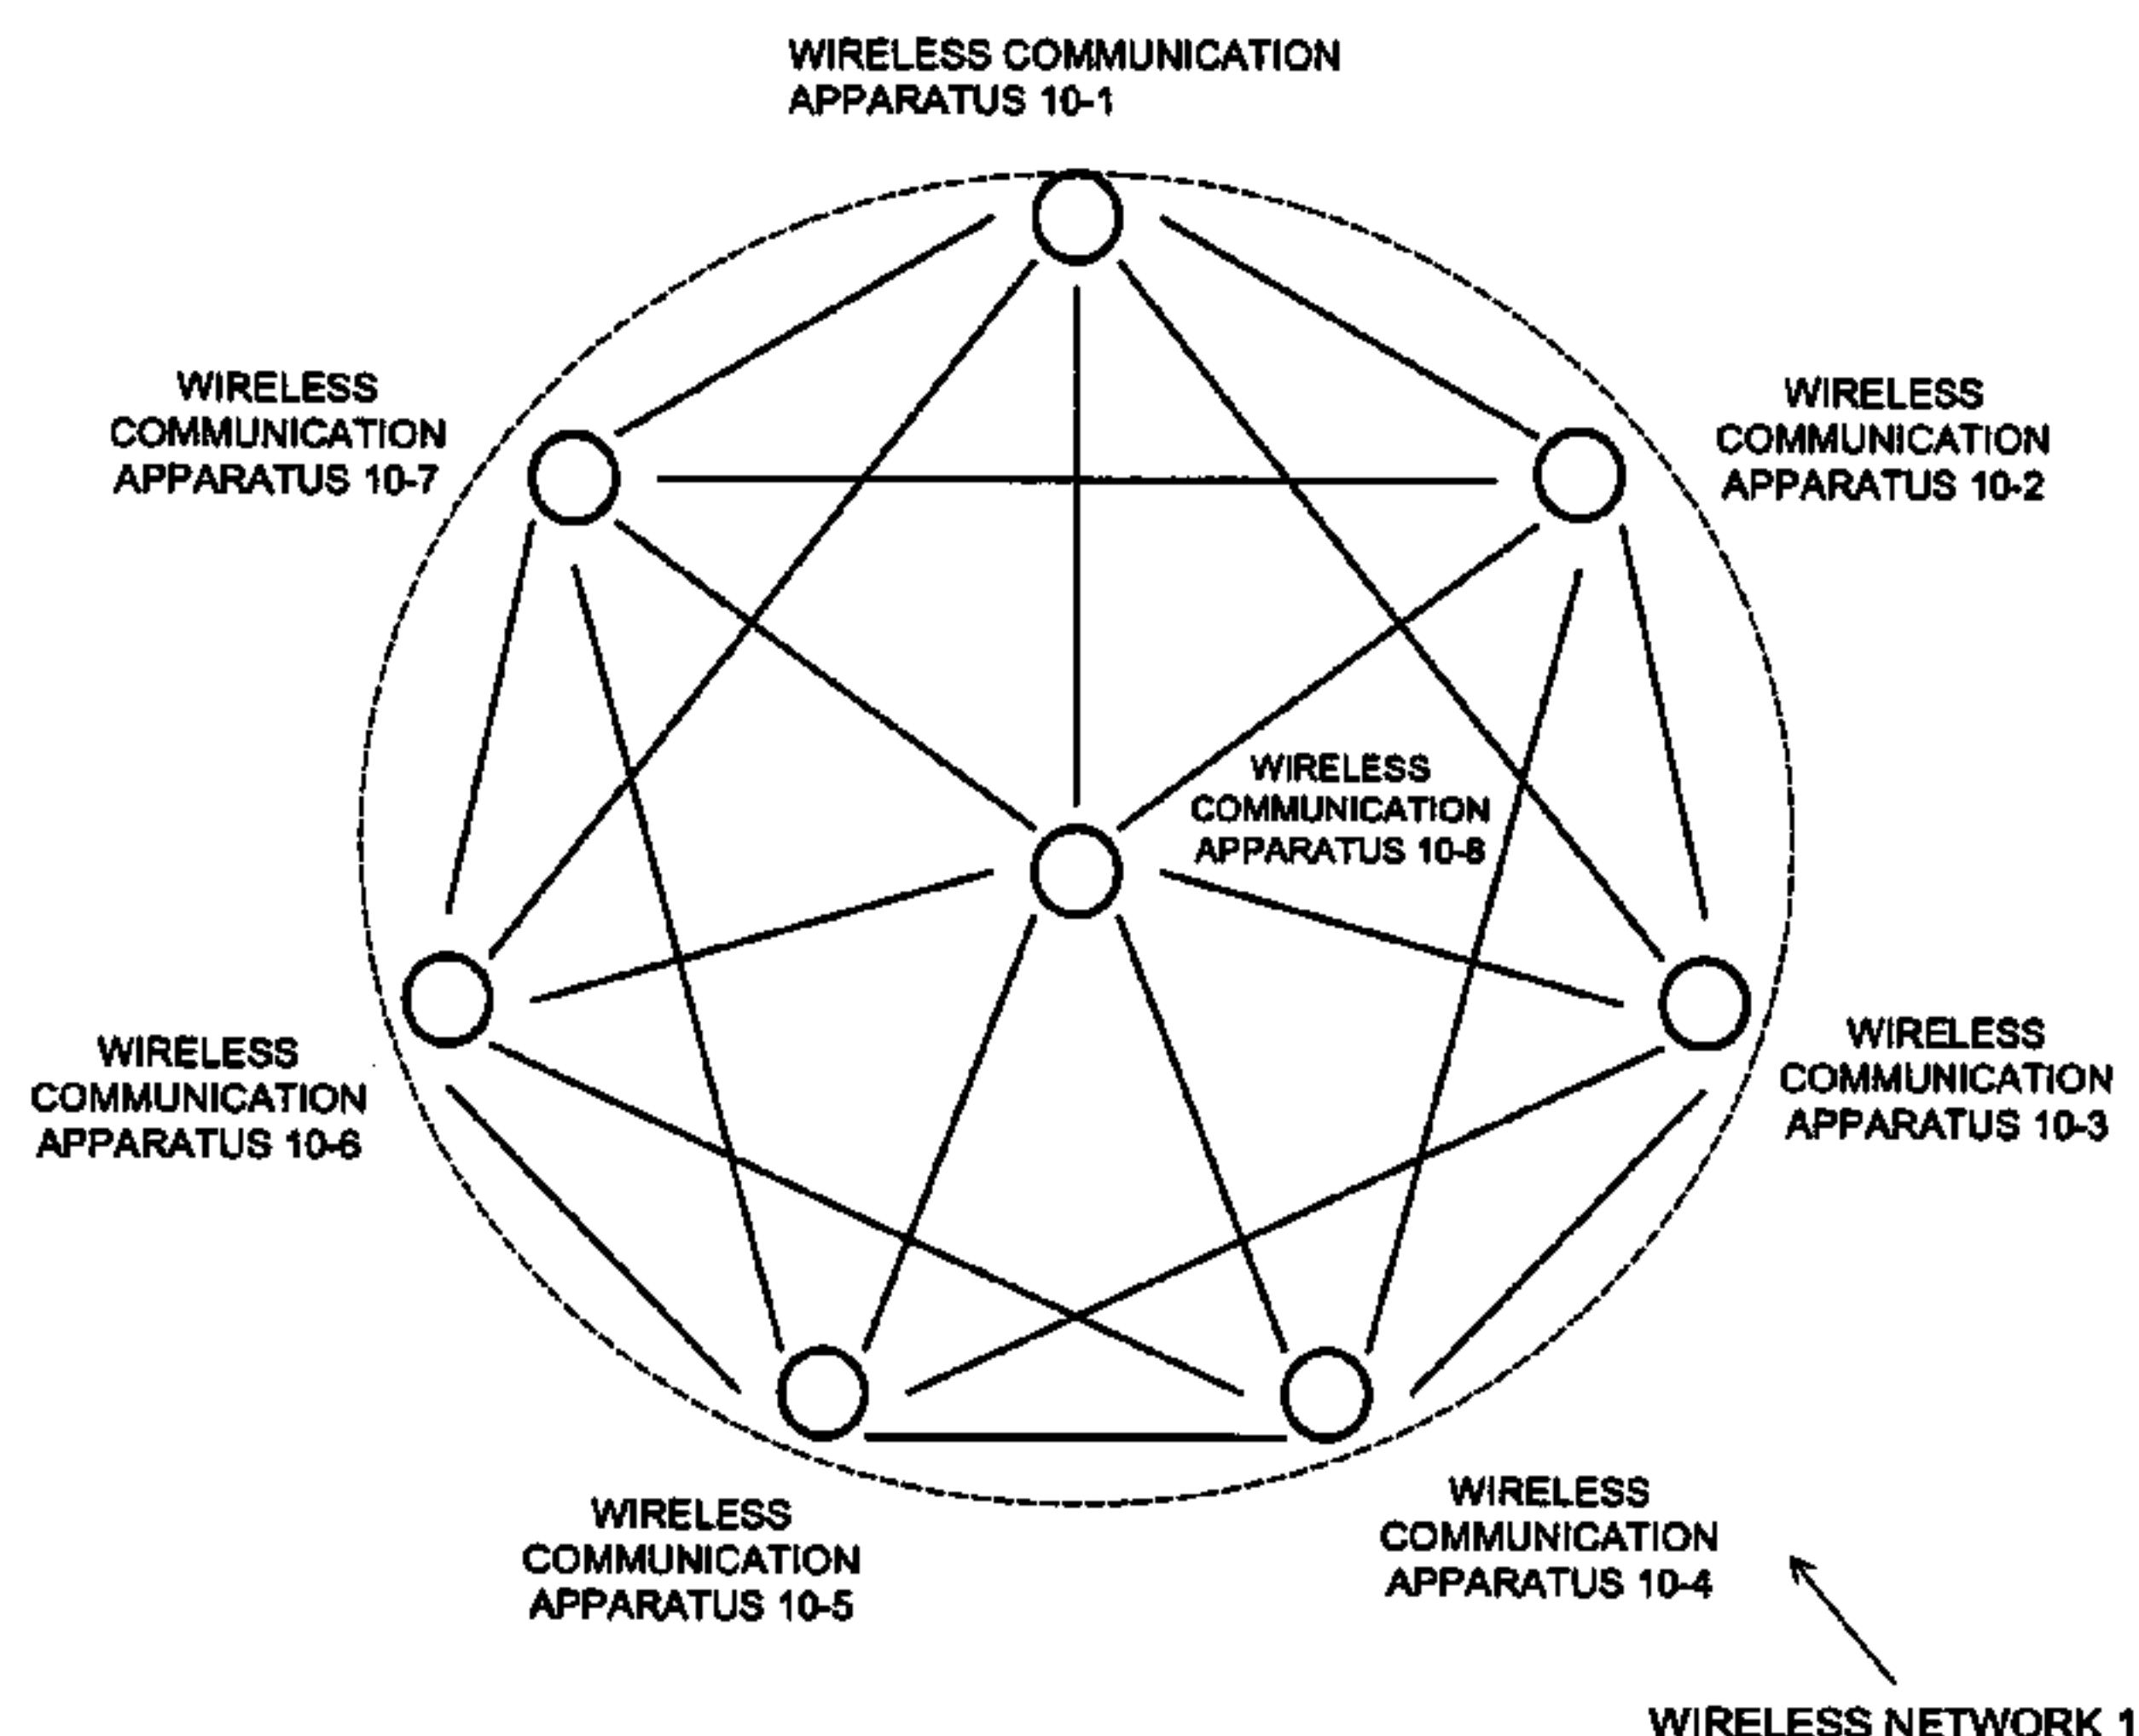 WIRELESS COMMUNICATION
APPARATUS 10-1
WIRELESS
COMMUNICATION
APPARATUS 10-7
WIRELESS
COMMUNICATION
APPARATUS 10-2
WIRELESS
COMMUNICATION
APPARATUS 10-8
WIRELESS
COMMUNICATION
APPARATUS 10-6
WIRELESS
COMMUNICATION
APPARATUS 10-3
WIRELESS
COMMUNICATION
APPARATUS 10-5
WIRELESS
COMMUNICATION
APPARATUS 10-4
WIRELESS NETWORK 1